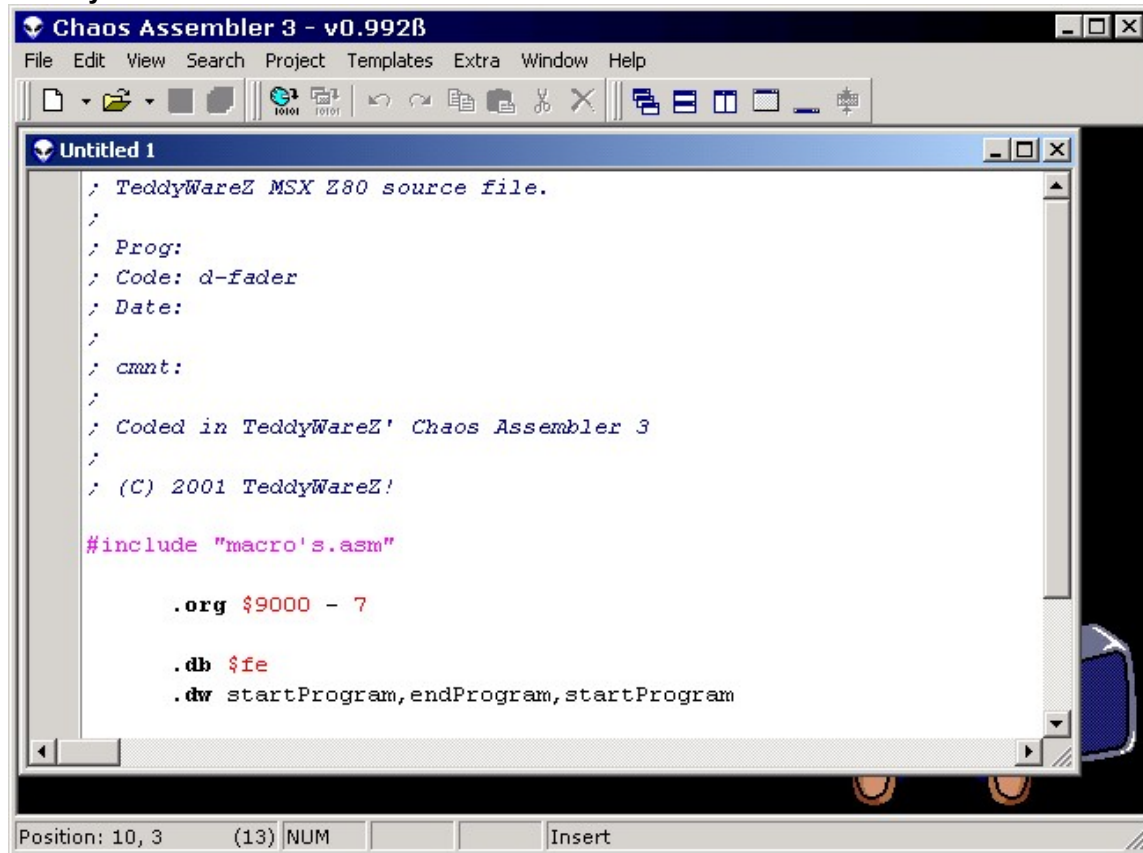 Chaos Assembler 3 - v0.992ß
File Edit View Search Project Templates Extra Window Help
Untitled 1
; TeddyWareZ MSX Z80 source file.
;
; Prog:
; Code: d-fader
; Date:
;
; cmnt:
;
; Coded in TeddyWareZ' Chaos Assembler 3
;
; (C) 2001 TeddyWareZ!
#include "macro's.asm"
.org $9000 - 7
.db $fe
.dw startProgram,endProgram,startProgram
Position: 10, 3 (13) NUM Insert